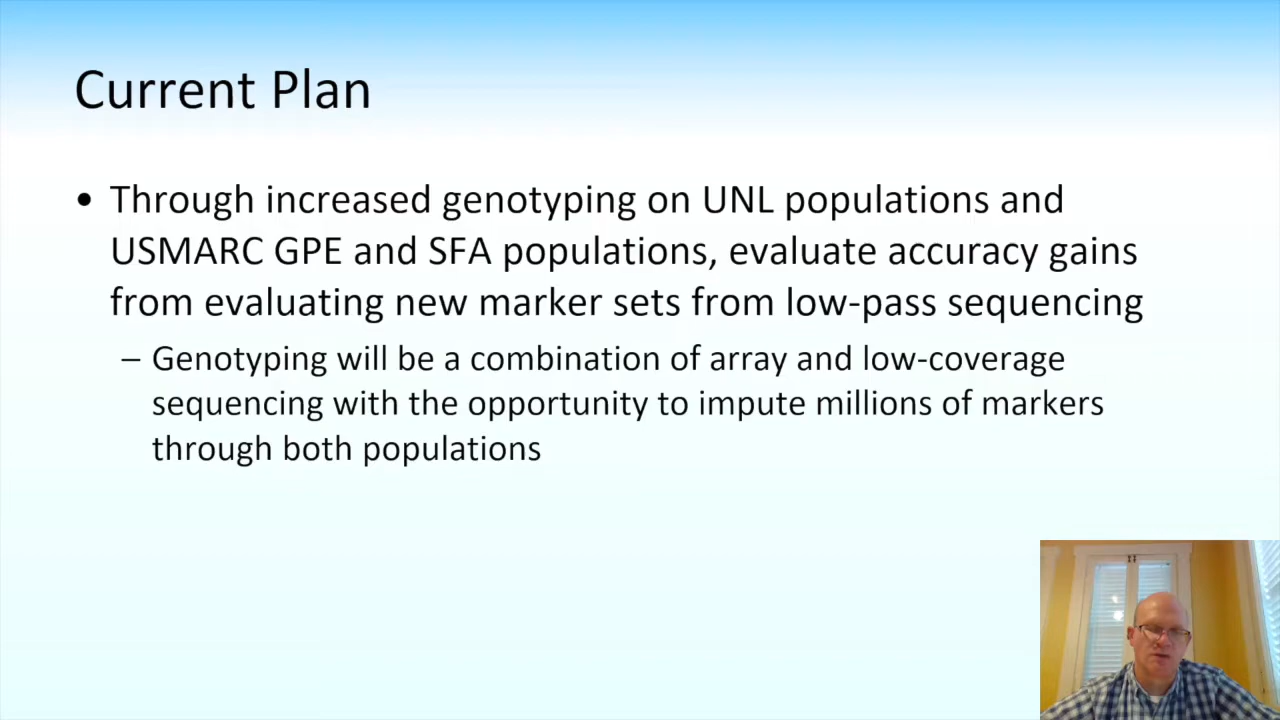 Current Plan
• Through increased genotyping on UNL populations and
USMARC GPE and SFA populations, evaluate accuracy gains
from evaluating new marker sets from low-pass sequencing
– Genotyping will be a combination of array and low-coverage
sequencing with the opportunity to impute millions of markers
through both populations